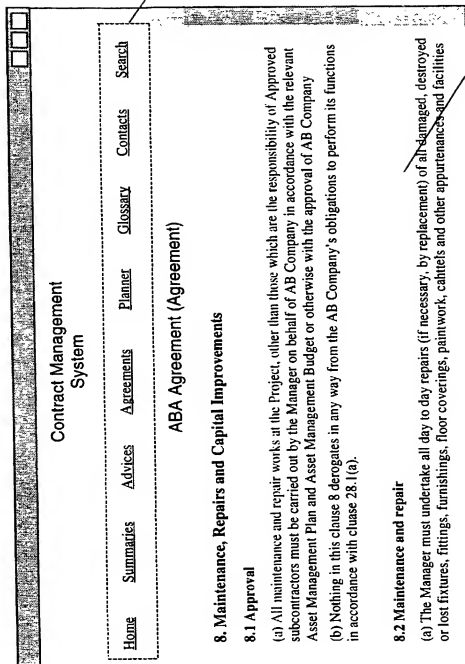 Contract Management
System
Home Summaries Advices Agreements Planner Glossary Contacts Search
ABA Agreement (Agreement)
8. Maintenance, Repairs and Capital Improvements
8.1 Approval
(a) All maintenance and repair works at the Project, other than those which are the responsibility of Approved
subcontractors must be carried out by the Manager on behalf of AB Company in accordance with the relevant
Asset Management Plan and Asset Management Budget or otherwise with the approval of AB Company
(b) Nothing in this clause 8 derogates in any way from the AB Company's obligations to perform its functions
in accordance with cluase 28.1(a).
8.2 Maintenance and repair
(a) The Manager must undertake all day to day repairs (if necessary, by replacement) of all damaged, destroyed
or lost fixtures, fittings, furnishings, floor coverings, paintwork, cahttels and other appurtenances and facilities